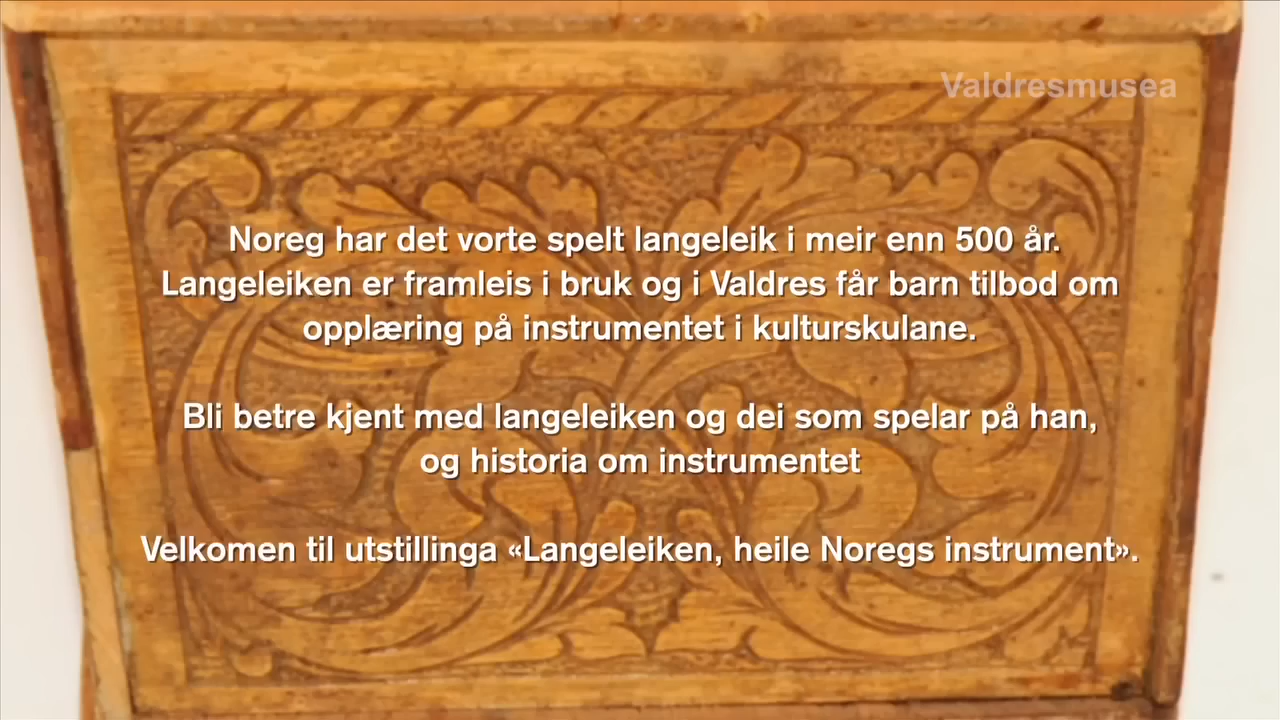 Valdresmusea
Noreg har det vorte spelt langeleik i meir enn 500 år.
Langeleiken er framleis i bruk og i Valdres får barn tilbod om
opplæring på instrumentet i kulturskulane.
Bli betre kjent med langeleiken og dei som spelar på han,
og historia om instrumentet
Velkomen til utstillinga «Langeleiken, heile Noregs instrument».